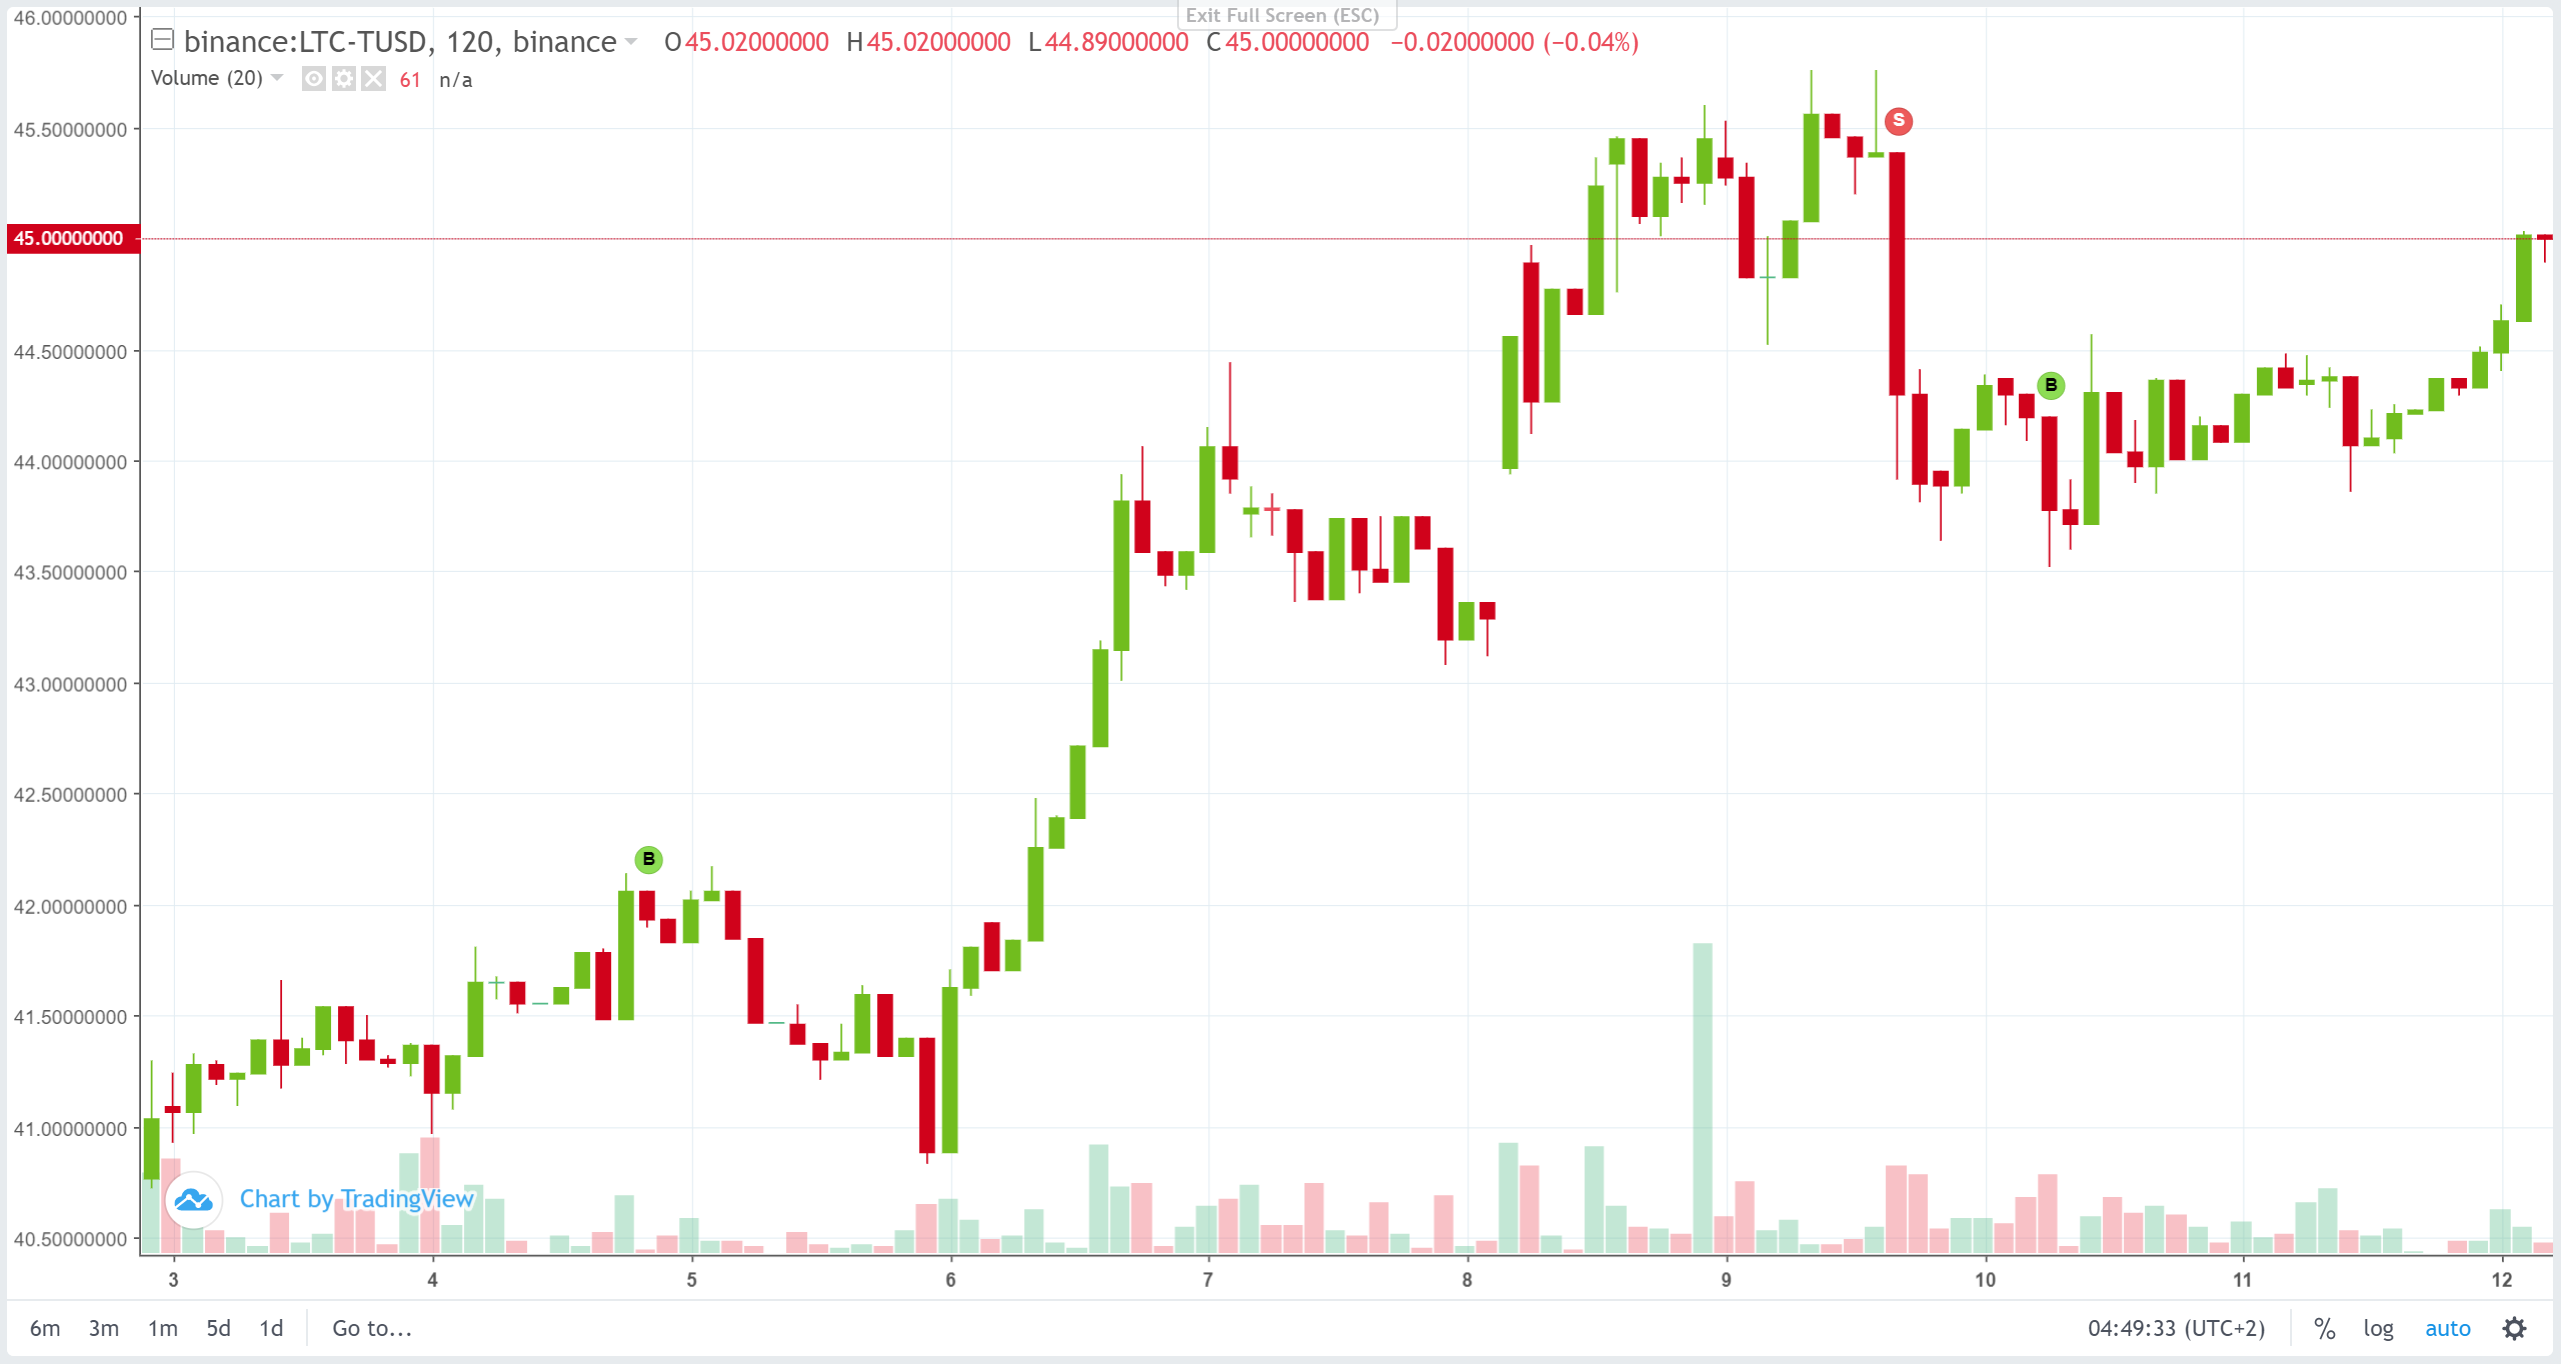 Exit Full Screen (ESC)
binance:LTC-TUSD, 120, binance O45.02000000 H45.02000000 L44.89000000 C45.00000000 −0.02000000 (−0.04%)
Volume (20) 61 n/a
46.00000000
45.50000000
45.00000000
44.50000000
44.00000000
43.50000000
43.00000000
42.50000000
42.00000000
41.50000000
41.00000000
40.50000000
S
B
B
Chart by TradingView
3 4 5 6 7 8 9 10 11 12
6m 3m 1m 5d 1d Go to... 04:49:33 (UTC+2) % log auto